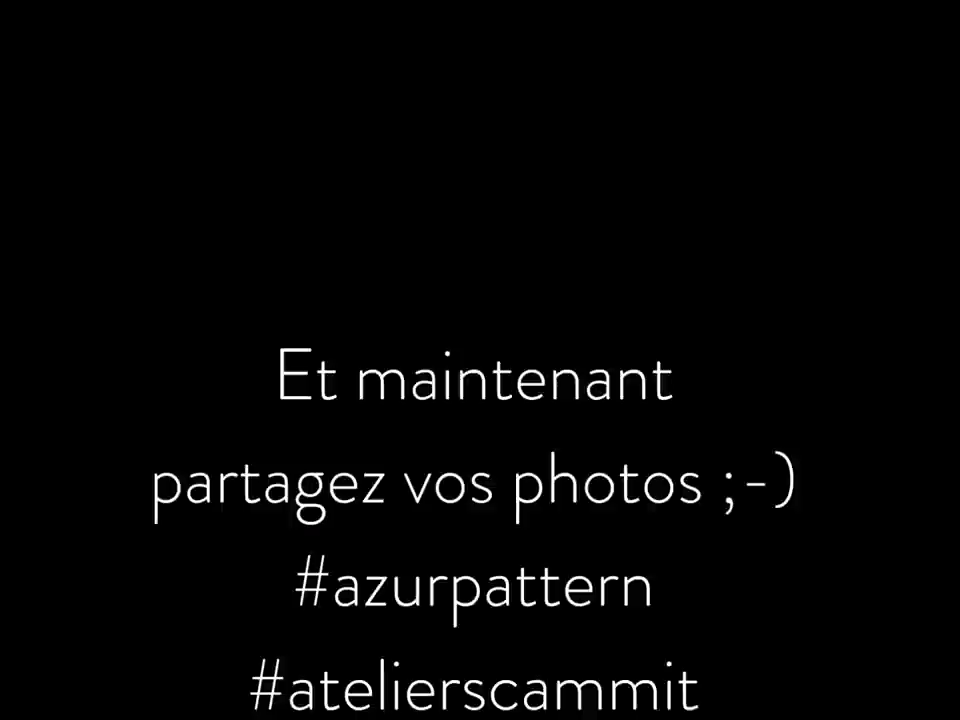 Et maintenant
partagez vos photos ;-)
#azurpattern
#atelierscammit